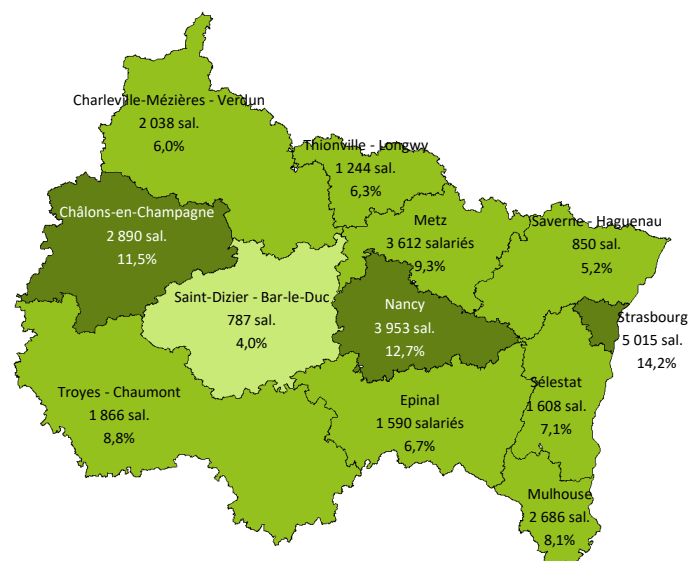 Charleville-Mézières - Verdun
2 038 sal.
6,0%
Thionville - Longwy
1 244 sal.
6,3%
Châlons-en-Champagne
2 890 sal.
11,5%
Metz
3 612 salariés
9,3%
Saverne - Haguenau
850 sal.
5,2%
Saint-Dizier - Bar-le-Duc
787 sal.
4,0%
Nancy
3 953 sal.
12,7%
Strasbourg
5 015 sal.
14,2%
Troyes - Chaumont
1 866 sal.
8,8%
Epinal
1 590 salariés
6,7%
Sélestat
1 608 sal.
7,1%
Mulhouse
2 686 sal.
8,1%